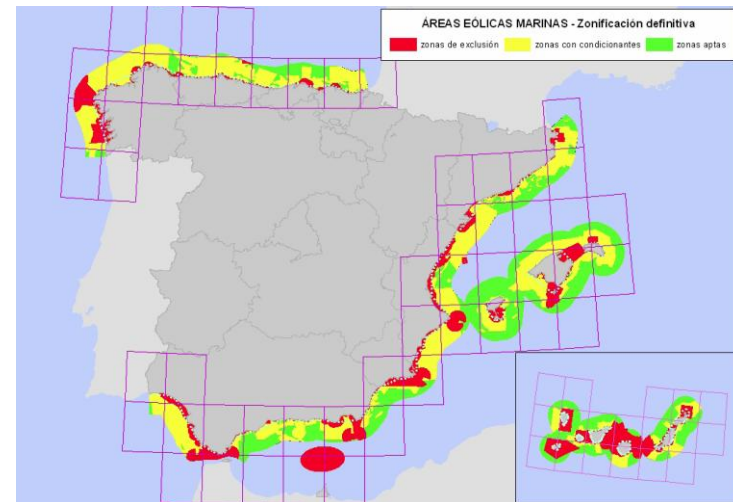 ÁREAS EÓLICAS MARINAS - Zonificación definitiva
zonas de exclusión zonas con condicionantes zonas aptas